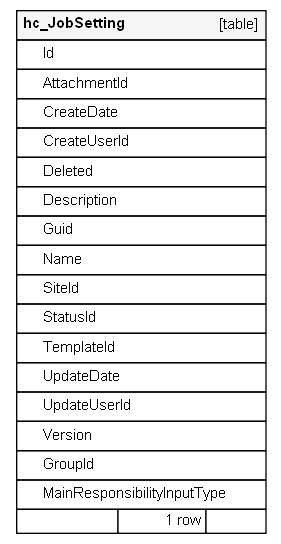 hc_JobSetting [table]
Id
AttachmentId
CreateDate
CreateUserId
Deleted
Description
Guid
Name
SiteId
StatusId
TemplateId
UpdateDate
UpdateUserId
Version
GroupId
MainResponsibilityInputType
1 row